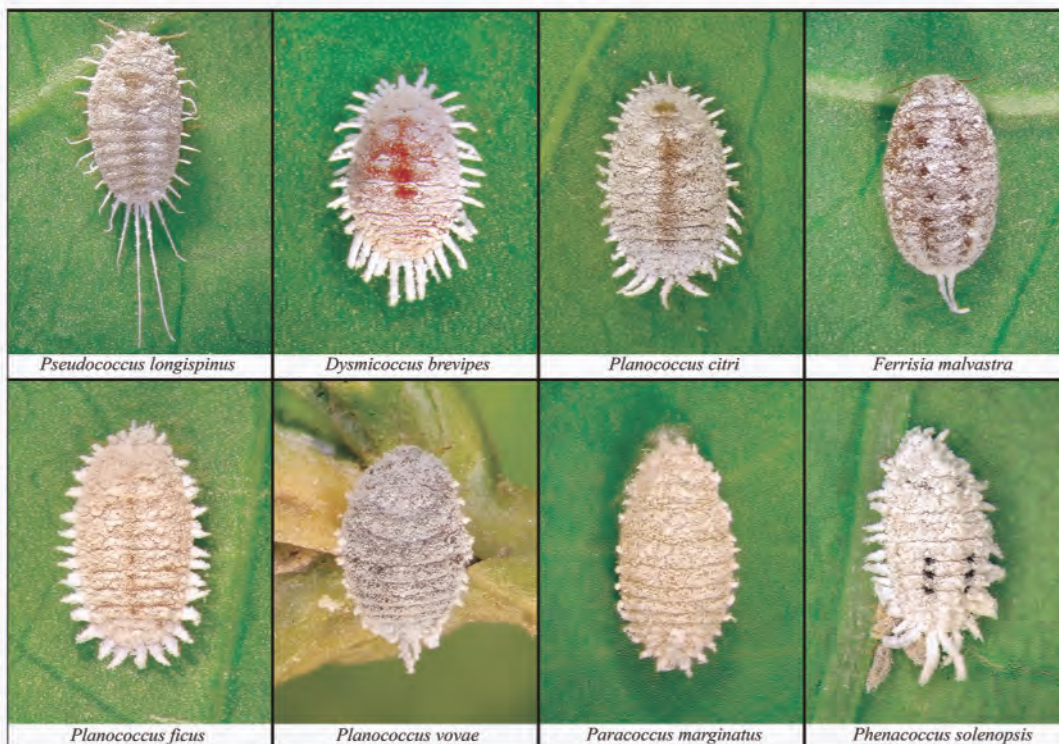 Pseudococcus longispinus
Dysmicoccus brevipes
Planococcus citri
Ferrisia malvastra
Planococcus ficus
Planococcus vovae
Paracoccus marginatus
Phenacoccus solenopsis